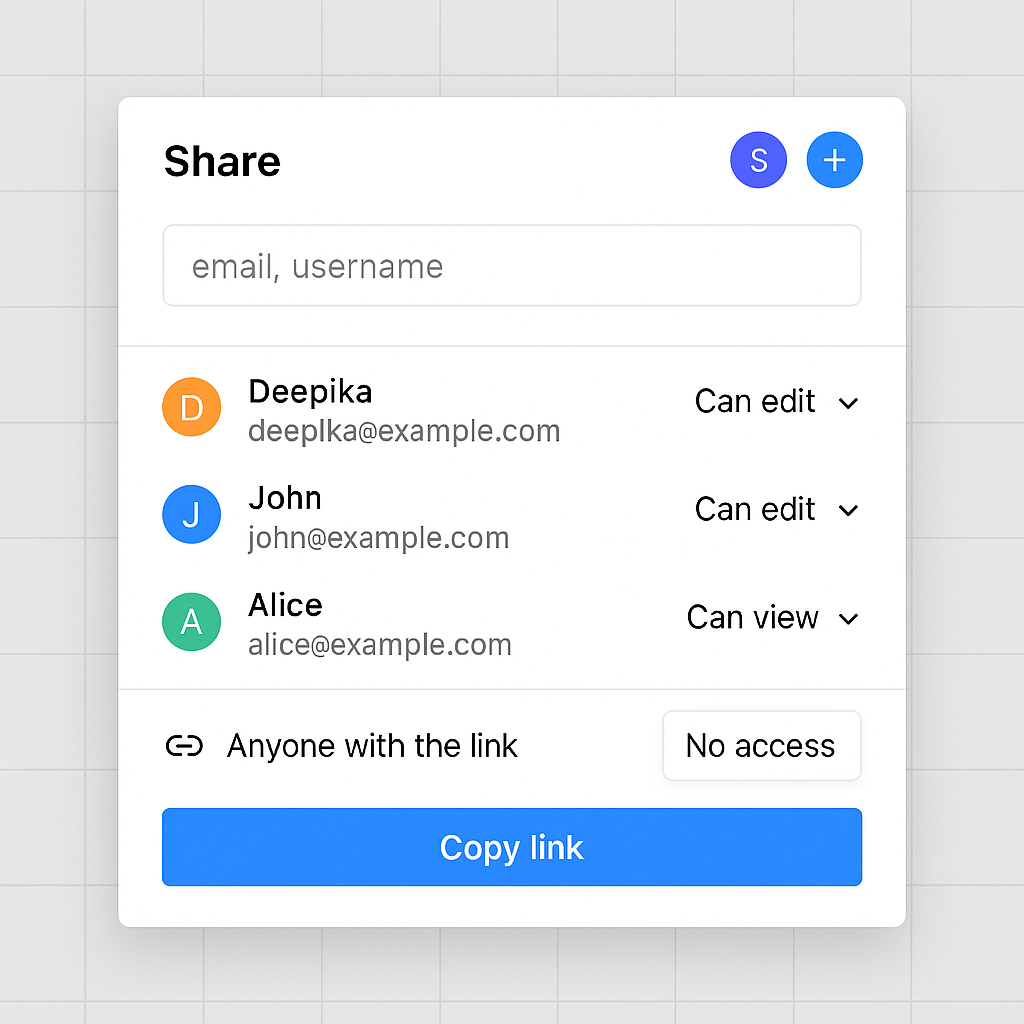 Share
S
+
email, username
D
Deepika
Can edit
deeplka@example.com
J
John
Can edit
john@example.com
A
Alice
Can view
alice@example.com
Anyone with the link
No access
Copy link